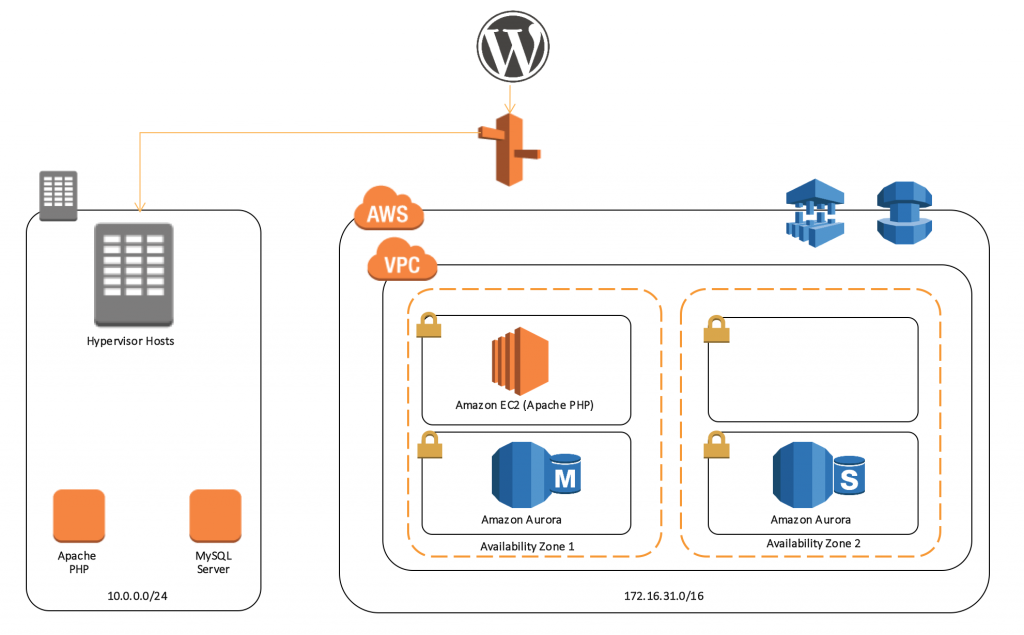 W
AWS
VPC
Hypervisor Hosts
Amazon EC2 (Apache PHP)
M
Amazon Aurora
Availability Zone 1
S
Amazon Aurora
Availability Zone 2
Apache
PHP
MySQL
Server
10.0.0.0/24
172.16.31.0/16